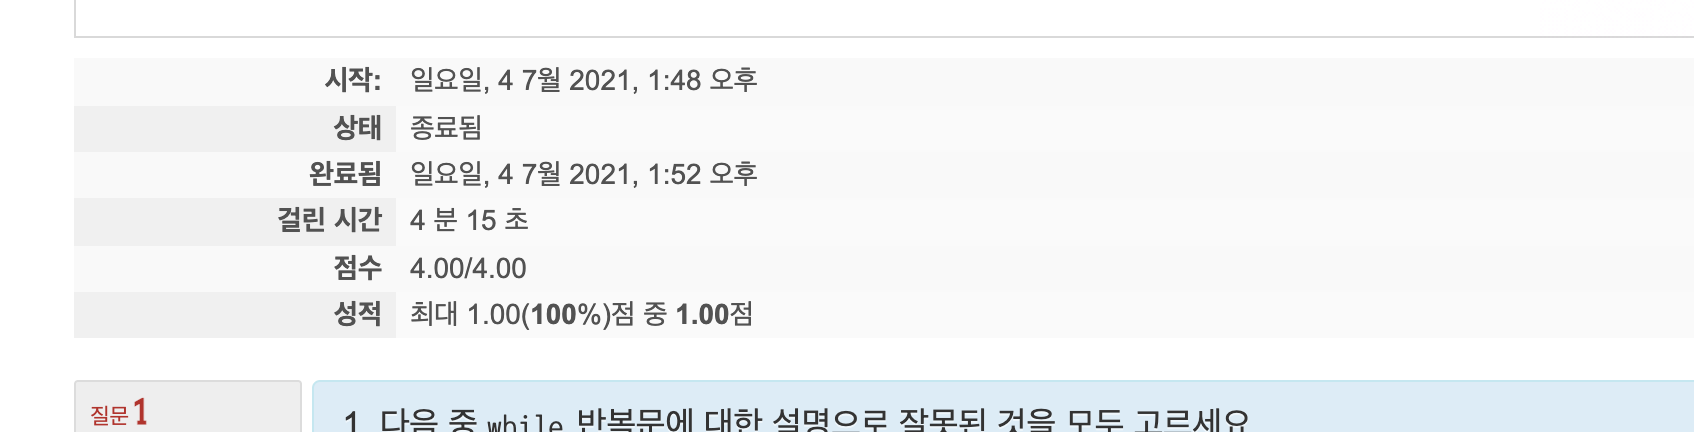 시작: 일요일, 4 7월 2021, 1:48 오후
상태 종료됨
완료됨 일요일, 4 7월 2021, 1:52 오후
걸린 시간 4 분 15 초
점수 4.00/4.00
성적 최대 1.00(100%)점 중 1.00점
질문 1
1. 다음 중 while 반복문에 대한 설명으로 잘못된 것을 모두 고르세요